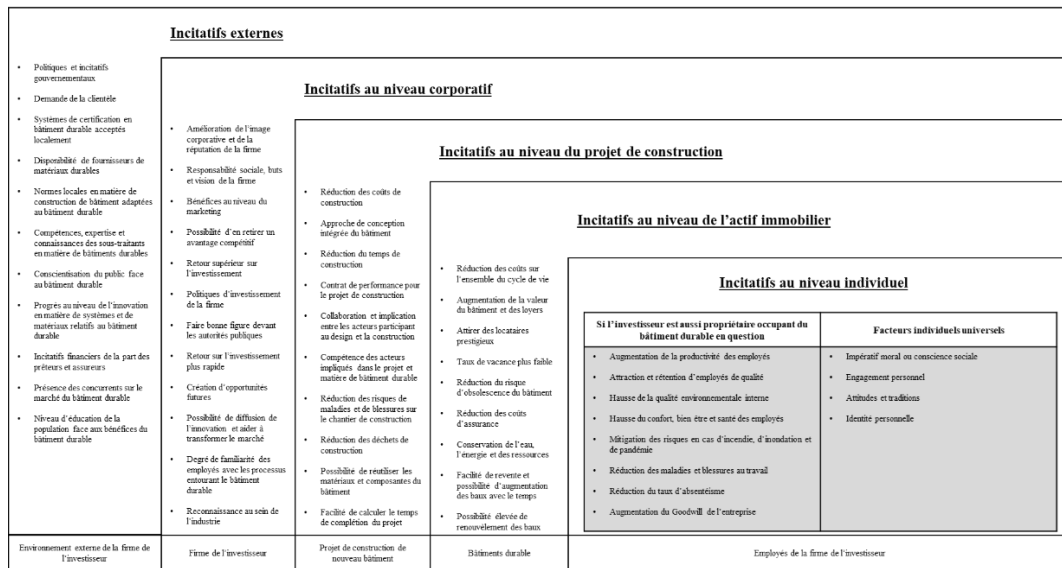 Incitatifs externes
• Politiques et incitatifs
gouvernementaux
• Demande de la clientèle
• Systèmes de certification en
bâtiment durable acceptés
localement
• Disponibilité de fournisseurs de
matériaux durables
• Normes locales en matière de
construction de bâtiment adaptées
au bâtiment durable
• Compétences, expertise et
connaissances des sous-traitants
en matière de bâtiments durables
• Conscientisation du public face
au bâtiment durable
• Progrès au niveau de l'innovation
en matière de systèmes et de
matériaux relatifs au bâtiment
durable
• Incitatifs financiers de la part des
prêteurs et assureurs
• Présence des concurrents sur le
marché du bâtiment durable
• Niveau d'éducation de la
population face aux bénéfices du
bâtiment durable
Environnement externe de la firme de
l'investisseur
Incitatifs au niveau corporatif
• Amélioration de l'image
corporative et de la
réputation de la firme
• Responsabilité sociale, buts
et vision de la firme
• Bénéfices au niveau du
marketing
• Possibilité d'en retirer un
avantage compétitif
• Retour supérieur sur
l'investissement
• Politiques d'investissement
de la firme
• Faire bonne figure devant
les autorités publiques
• Retour sur l'investissement
plus rapide
• Création d'opportunités
futures
• Possibilité de diffusion de
l'innovation et aider à
transformer le marché
• Degré de familiarité des
employés avec les processus
entourant le bâtiment
durable
• Reconnaissance au sein de
l'industrie
Firme de l'investisseur
Incitatifs au niveau du projet de construction
• Réduction des coûts de
construction
• Approche de conception
intégrée du bâtiment
• Réduction du temps de
construction
• Contrat de performance pour
le projet de construction
• Collaboration et implication
entre les acteurs participant
au design et la construction
• Compétence des acteurs
impliqués dans le projet et
matière de bâtiment durable
• Réduction des risques de
maladies et de blessures sur
le chantier de construction
• Réduction des déchets de
construction
• Possibilité de réutiliser les
matériaux et composantes du
bâtiment
• Facilité de calculer le temps
de complétion du projet
Projet de construction de
nouveau bâtiment
Incitatifs au niveau de l'actif immobilier
• Réduction des coûts sur
l'ensemble du cycle de vie
• Augmentation de la valeur
du bâtiment et des loyers
• Attirer des locataires
prestigieux
• Taux de vacance plus faible
• Réduction du risque
d'obsolescence du bâtiment
• Réduction des coûts
d'assurance
• Conservation de l'eau,
l'énergie et des ressources
• Facilité de revente et
possibilité d'augmentation
des baux avec le temps
• Possibilité élevée de
renouvèlement des baux
Bâtiments durable
Incitatifs au niveau individuel
Si l'investisseur est aussi propriétaire occupant du
bâtiment durable en question
• Augmentation de la productivité des employés
• Attraction et rétention d'employés de qualité
• Hausse de la qualité environnementale interne
• Hausse du confort, bien être et santé des employés
• Mitigation des risques en cas d'incendie, d'inondation et
de pandémie
• Réduction des maladies et blessures au travail
• Réduction du taux d'absentéisme
• Augmentation du Goodwill de l'entreprise
Facteurs individuels universels
• Impératif moral ou conscience sociale
• Engagement personnel
• Attitudes et traditions
• Identité personnelle
Employés de la firme de l'investisseur